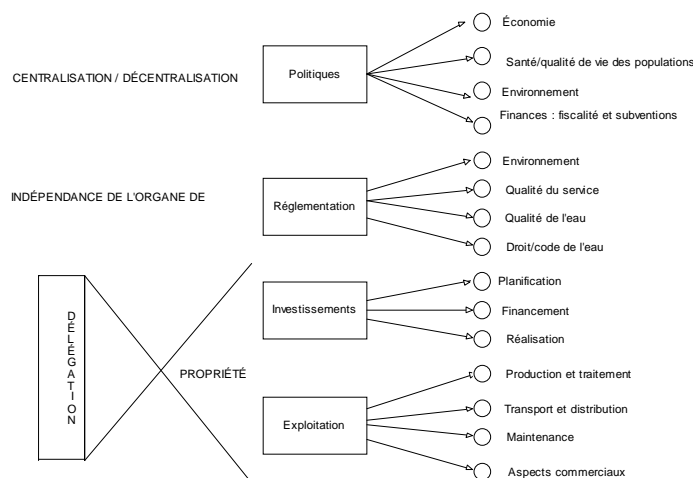 CENTRALISATION / DÉCENTRALISATION
Politiques
Économie
Santé/qualité de vie des populations
Environnement
Finances : fiscalité et subventions
INDÉPENDANCE DE L'ORGANE DE
Réglementation
Environnement
Qualité du service
Qualité de l'eau
Droit/code de l'eau
DÉLÉGATION
PROPRIÉTÉ
Investissements
Planification
Financement
Réalisation
Exploitation
Production et traitement
Transport et distribution
Maintenance
Aspects commerciaux